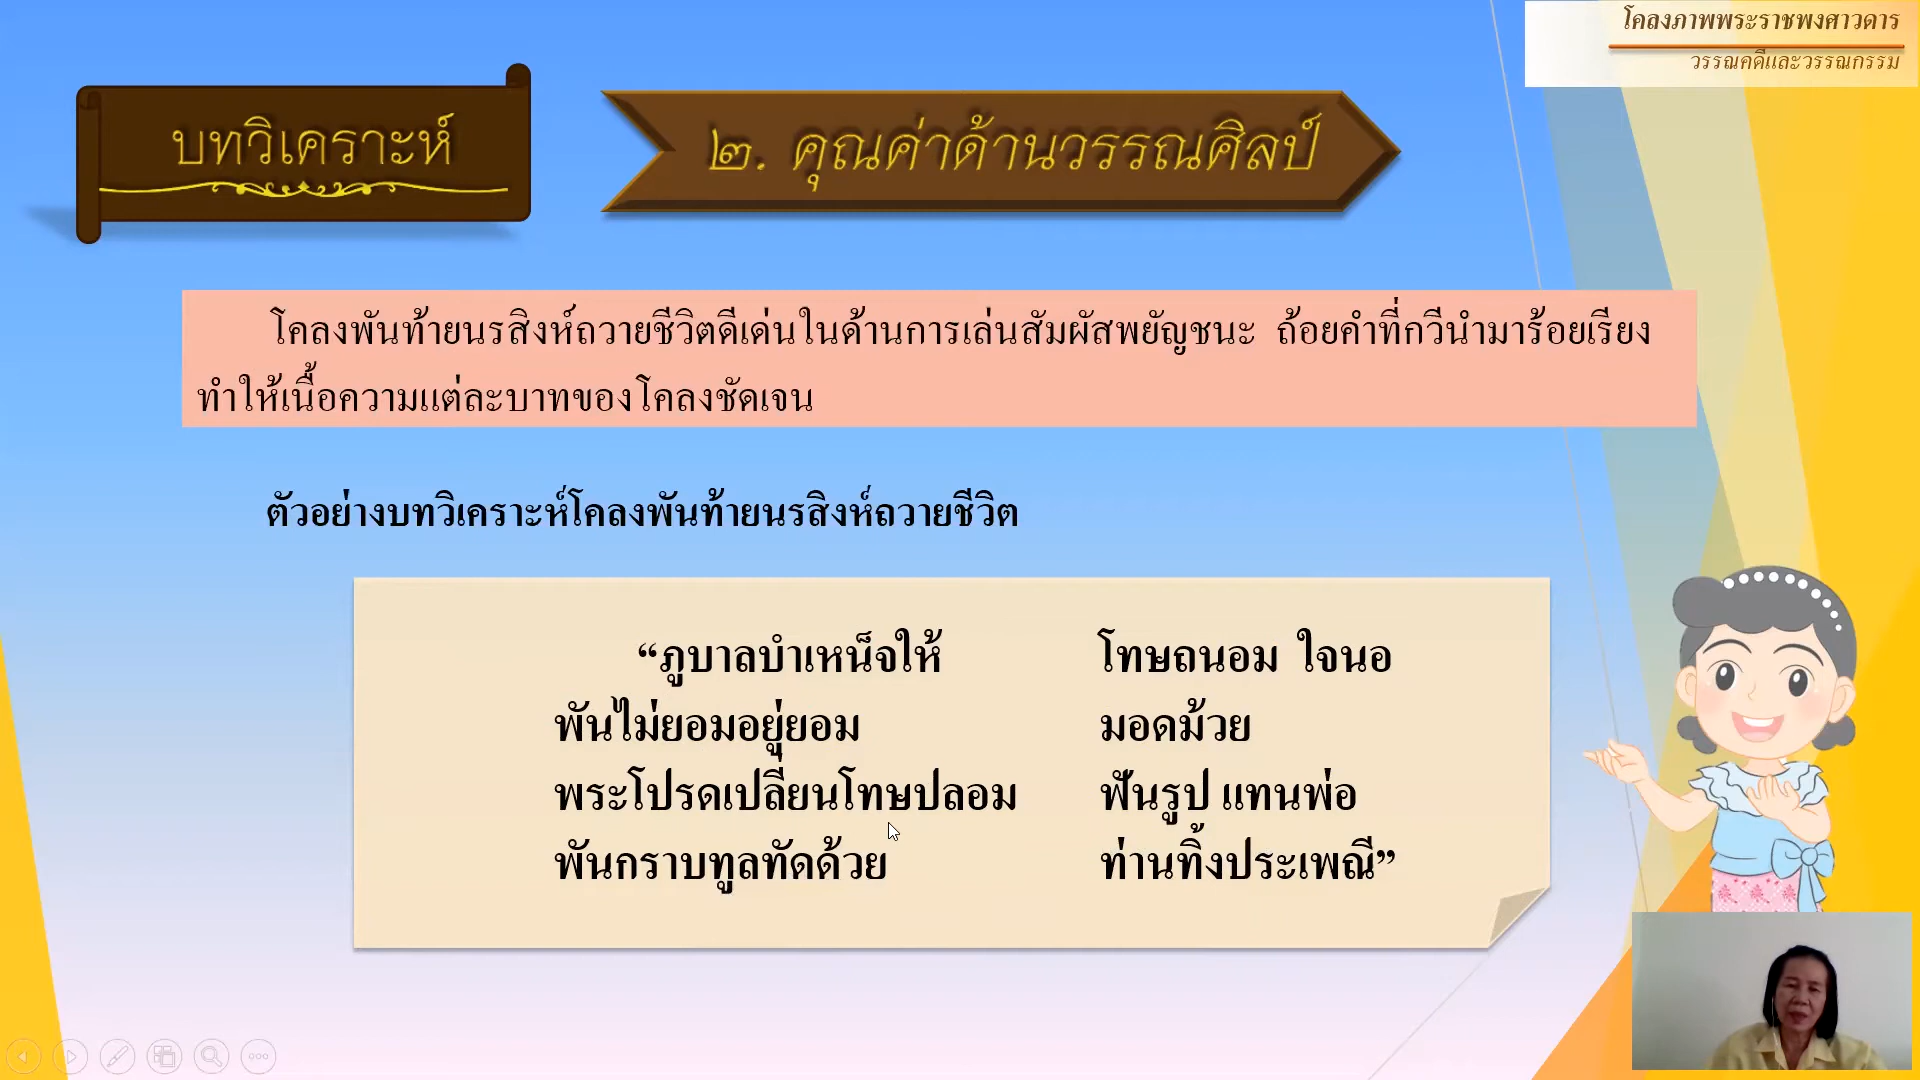 โคลงภาพพระราชพงศาวดาร
วรรณคดีและวรรณกรรม
บทวิเคราะห์
๒. คุณค่าด้านวรรณศิลป์
โคลงพันท้ายนรสิงห์ถวายชีวิตดีเด่นในด้านการเล่นสัมผัสพยัญชนะ ถ้อยคำที่กวีนำมาร้อยเรียง
ทำให้เนื้อความแต่ละบาทของโคลงชัดเจน
ตัวอย่างบทวิเคราะห์โคลงพันท้ายนรสิงห์ถวายชีวิต
“ภูบาลบำเหน็จให้ โทษถนอม ใจนอ
พันไม่ยอมอยู่ยอม มอดม้วย
พระโปรดเปลี่ยนโทษปลอม ฟันรูป แทนพ่อ
พันกราบทูลทัดด้วย ท่านทิ้งประเพณี”